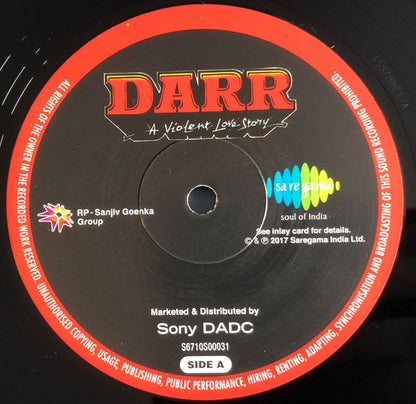 DARR
A Violent Love Story
RP-Sanjiv Goenka
Group
saregama
soul of India
See inlay card for details.
© & ℗ 2017 Saregama India Ltd.
Marketed & Distributed by
Sony DADC
S6710S00031
SIDE A
ALL RIGHTS OF THE OWNER IN THE RECORDED WORK RESERVED. UNAUTHORISED COPYING, USAGE, PUBLISHING, PUBLIC PERFORMANCE, HIRING, RENTING, ADAPTING, SYNCHRONISATION AND BROADCASTING OF THIS SOUND RECORDING PROHIBITED.